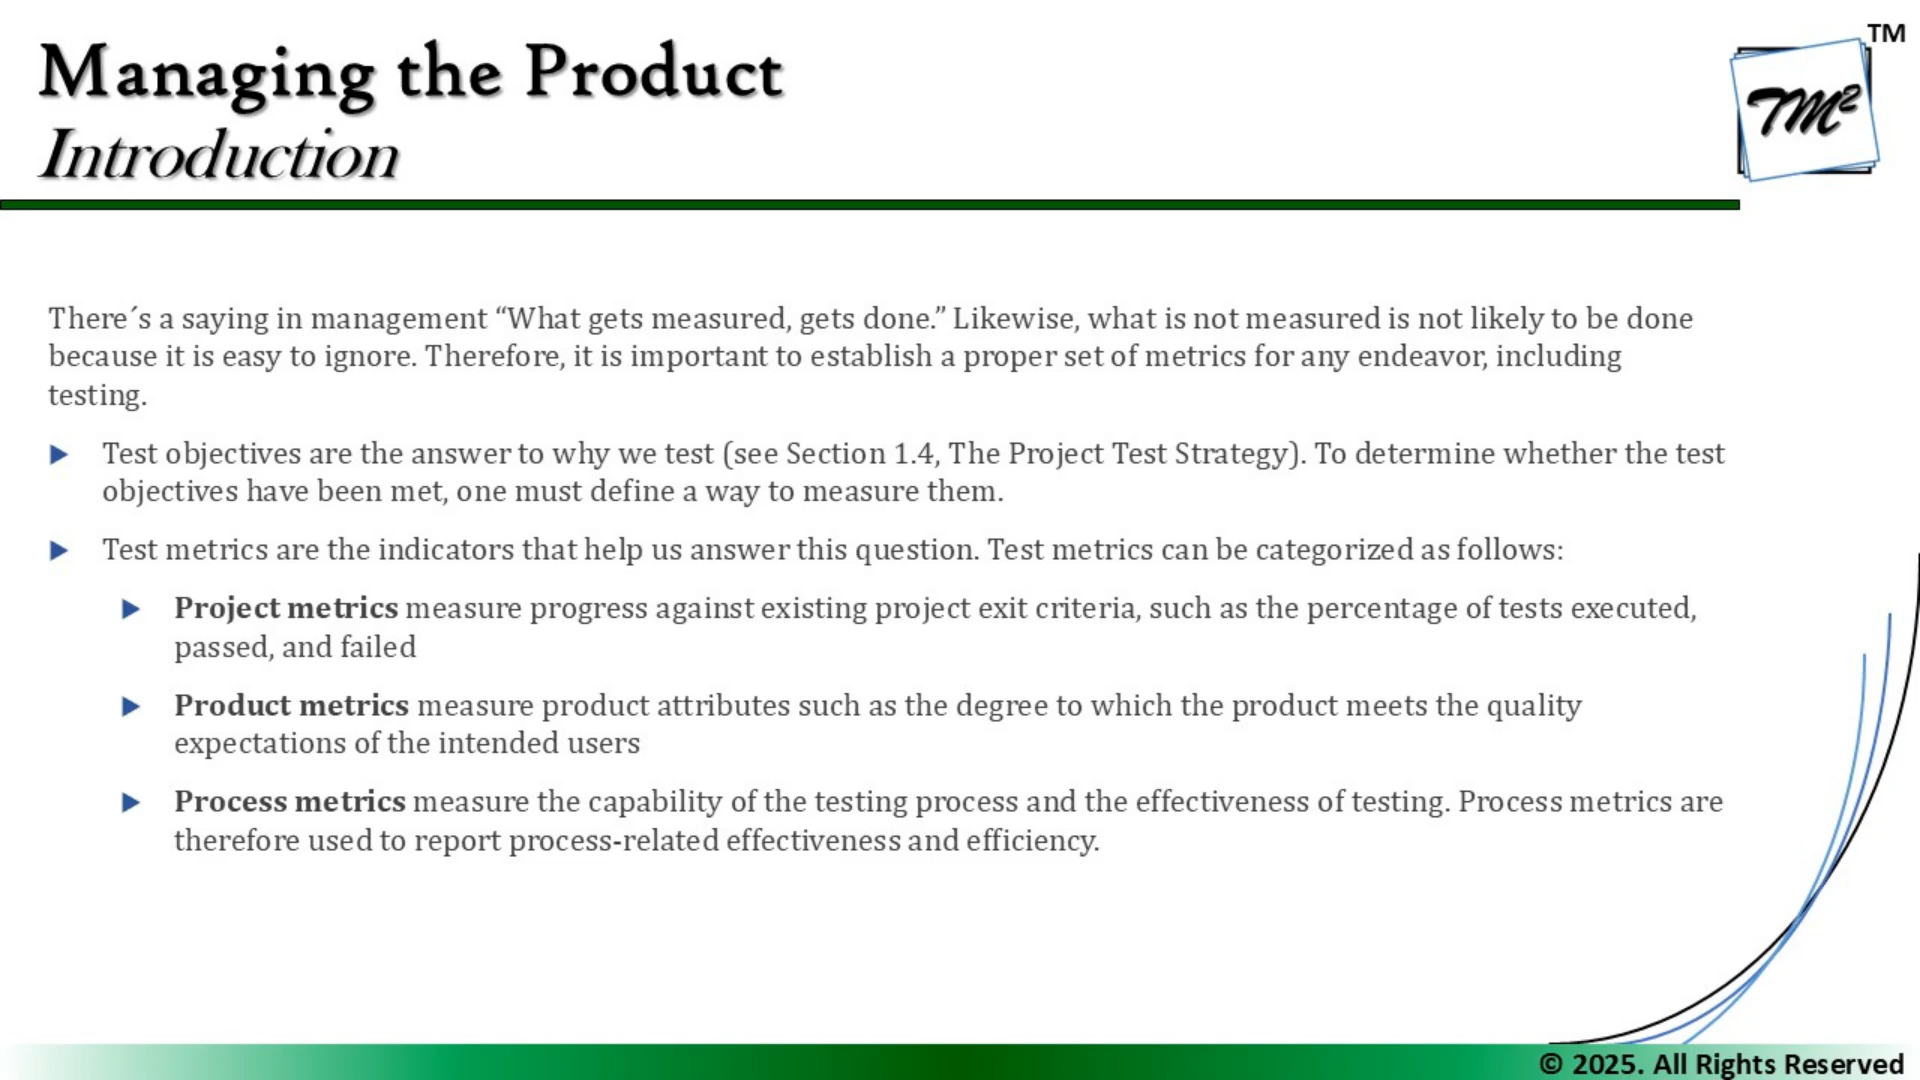 Managing the Product
TM
Introduction
TM²
There´s a saying in management “What gets measured, gets done.” Likewise, what is not measured is not likely to be done
because it is easy to ignore. Therefore, it is important to establish a proper set of metrics for any endeavor, including
testing.
Test objectives are the answer to why we test (see Section 1.4, The Project Test Strategy). To determine whether the test
objectives have been met, one must define a way to measure them.
Test metrics are the indicators that help us answer this question. Test metrics can be categorized as follows:
Project metrics measure progress against existing project exit criteria, such as the percentage of tests executed,
passed, and failed
Product metrics measure product attributes such as the degree to which the product meets the quality
expectations of the intended users
Process metrics measure the capability of the testing process and the effectiveness of testing. Process metrics are
therefore used to report process-related effectiveness and efficiency.
© 2025. All Rights Reserved